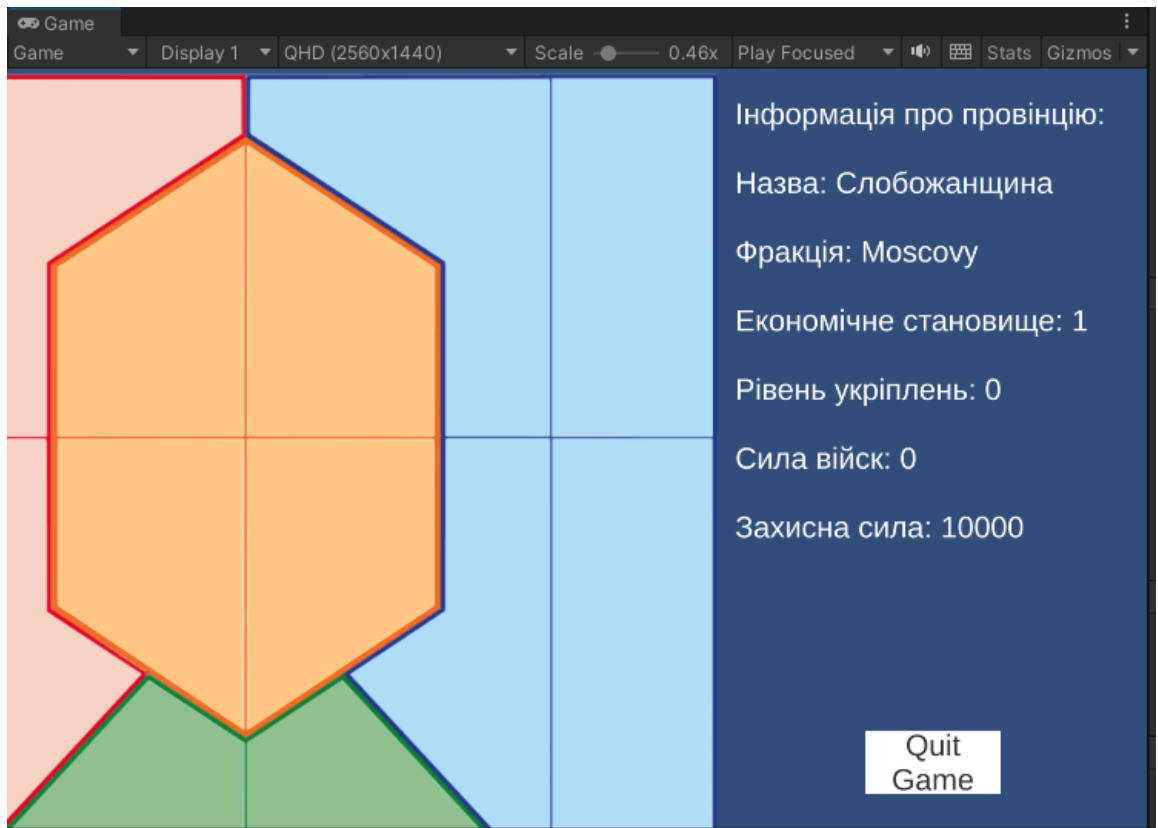 Game
Game Display 1 QHD (2560x1440) Scale 0.46x Play Focused Stats Gizmos
Інформація про провінцію:
Назва: Слобожанщина
Фракція: Moscovy
Економічне становище: 1
Рівень укріплень: 0
Сила військ: 0
Захисна сила: 10000
Quit
Game